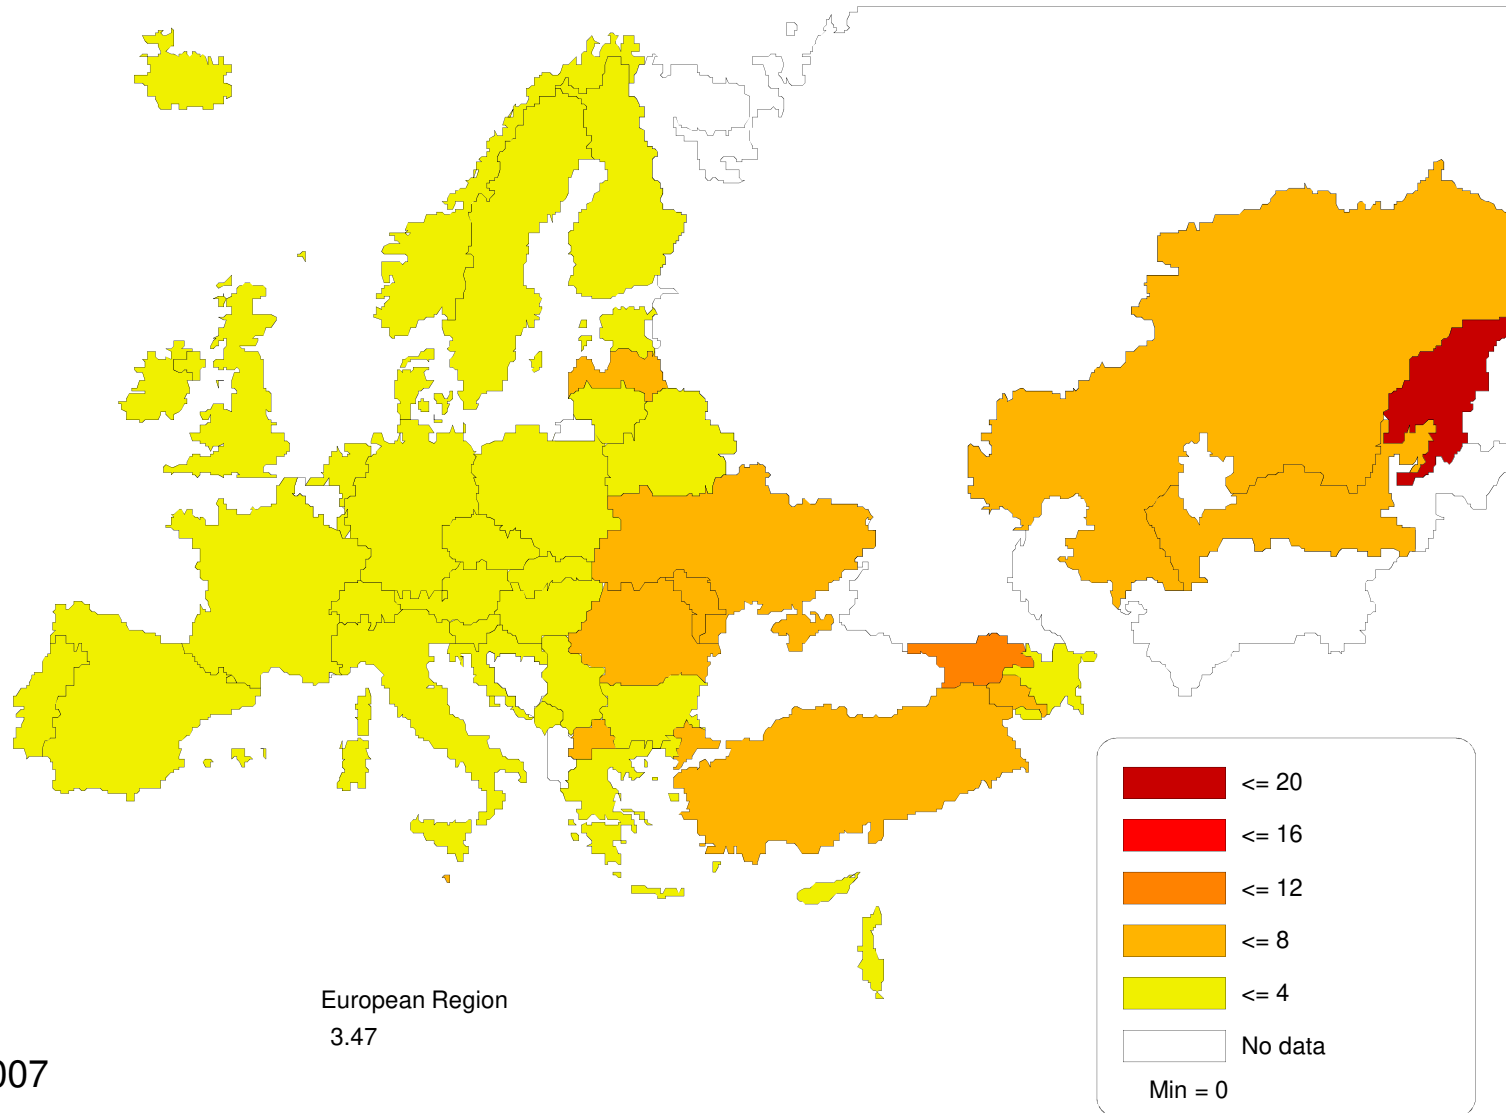 <= 20
<= 16
<= 12
<= 8
<= 4
No data
Min = 0
European Region
3.47
007